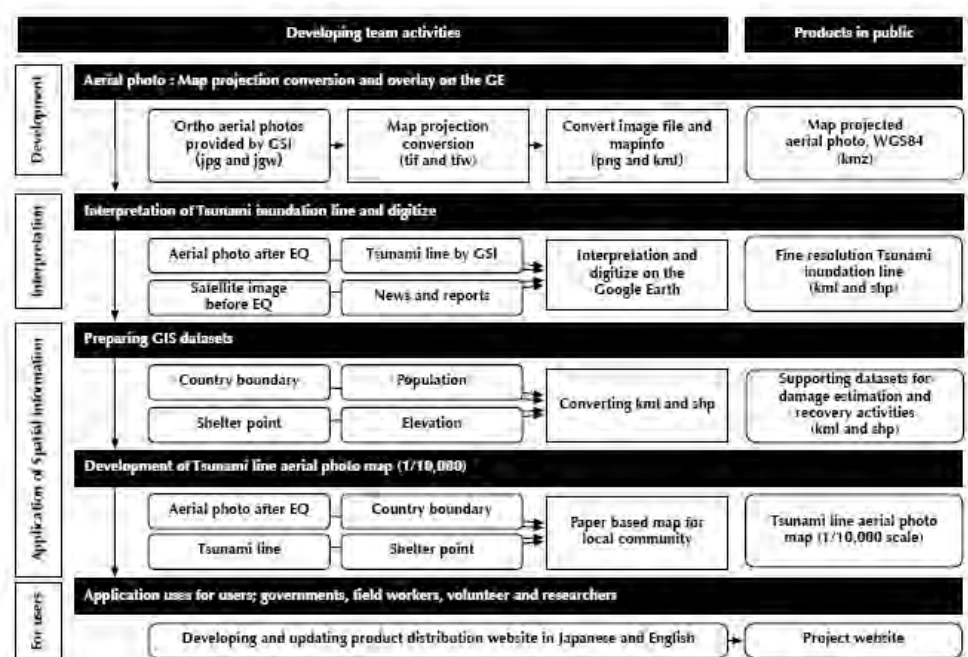 Developing team activities
Products in public
Development
Aerial photo : Map projection conversion and overlay on the GE
Ortho aerial photos
provided by GSI
(jpg and jgw)
Map projection
conversion
(tif and tfw)
Convert image file and
mapinfo
(png and kml)
Map projected
aerial photo, WGS84
(kmz)
Interpretation
Interpretation of Tsunami inundation line and digitize
Aerial photo after EQ
Tsunami line by GSI
Satellite image
before EQ
News and reports
Interpretation and
digitize on the
Google Earth
Fine resolution Tsunami
inundation line
(kml and shp)
Application of Spatial information
Preparing GIS datasets
Country boundary
Population
Shelter point
Elevation
Converting kml and shp
Supporting datasets for
damage estimation and
recovery activities
(kml and shp)
Development of Tsunami line aerial photo map (1/10,000)
Aerial photo after EQ
Country boundary
Tsunami line
Shelter point
Paper based map for
local community
Tsunami line aerial photo
map (1/10,000 scale)
For users
Application uses for users; governments, field workers, volunteer and researchers
Developing and updating product distribution website in Japanese and English
Project website